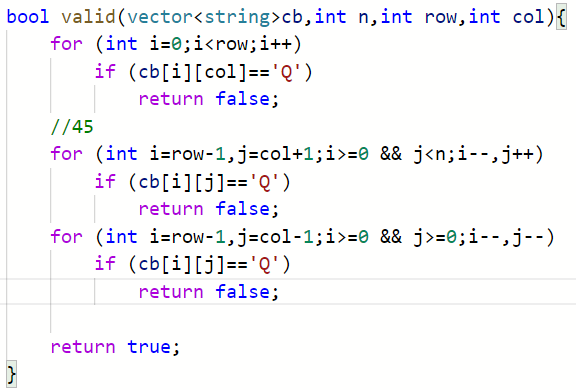 bool valid(vector<string>cb,int n,int row,int col){
    for (int i=0;i<row;i++)
        if (cb[i][col]=='Q')
            return false;
    //45
    for (int i=row-1,j=col+1;i>=0 && j<n;i--,j++)
        if (cb[i][j]=='Q')
            return false;
    for (int i=row-1,j=col-1;i>=0 && j>=0;i--,j--)
        if (cb[i][j]=='Q')
            return false;
    return true;
}